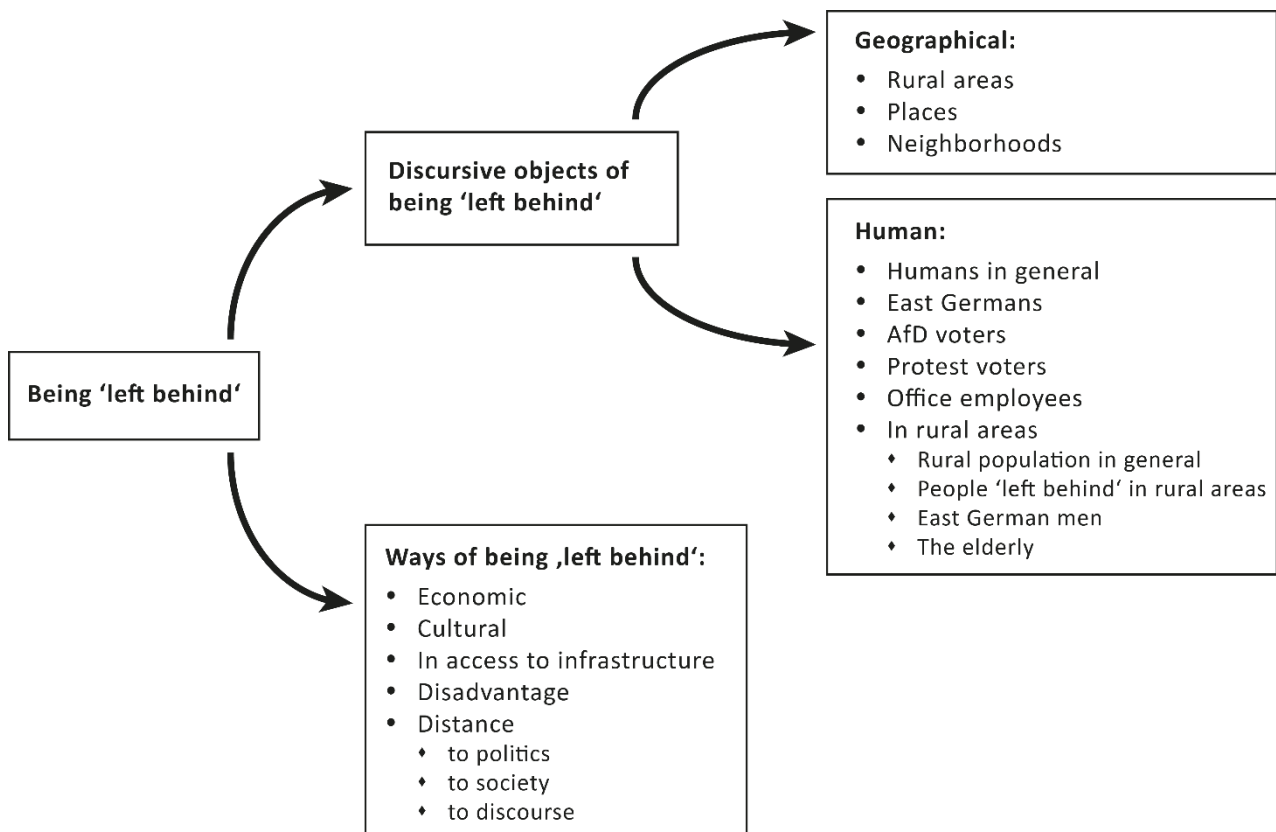 Being ‘left behind‘
Discursive objects of
being ‘left behind‘
Geographical:
• Rural areas
• Places
• Neighborhoods
Human:
• Humans in general
• East Germans
• AfD voters
• Protest voters
• Office employees
• In rural areas
♦ Rural population in general
♦ People ‘left behind‘ in rural areas
♦ East German men
♦ The elderly
Ways of being ‚left behind‘:
• Economic
• Cultural
• In access to infrastructure
• Disadvantage
• Distance
♦ to politics
♦ to society
♦ to discourse